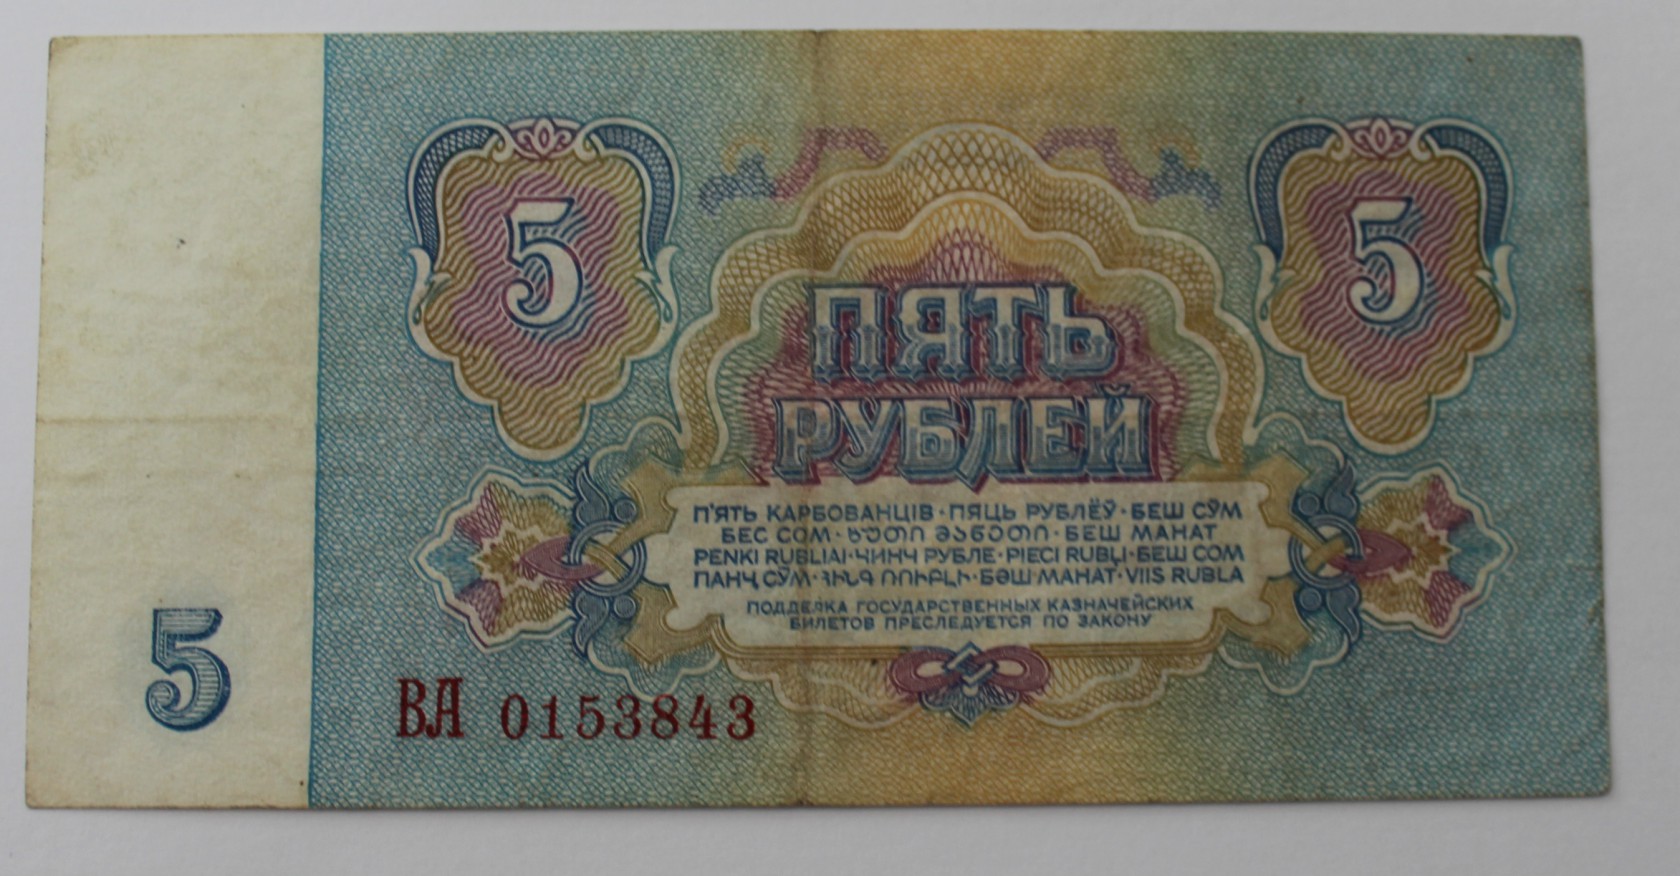 5
5
ПЯТЬ
РУБЛЕЙ
П'ЯТЬ КАРБОВАНЦІВ · ПЯЦЬ РУБЛЁЎ · БЕШ СЎМ
БЕС СОМ · ხუთი მანეთი · БЕШ МАНАТ
PENKI RUBLIAI · ЧИНЧ РУБЛЕ · PIECI RUBĻI · БЕШ СОМ
ПАНҶ СӮМ · ՀԻՆԳ ՌՈՒԲԼԻ · БӘШ МАНАТ · VIIS RUBLA
ПОДДЕЛКА ГОСУДАРСТВЕННЫХ КАЗНАЧЕЙСКИХ
БИЛЕТОВ ПРЕСЛЕДУЕТСЯ ПО ЗАКОНУ
5
ВА 0153843